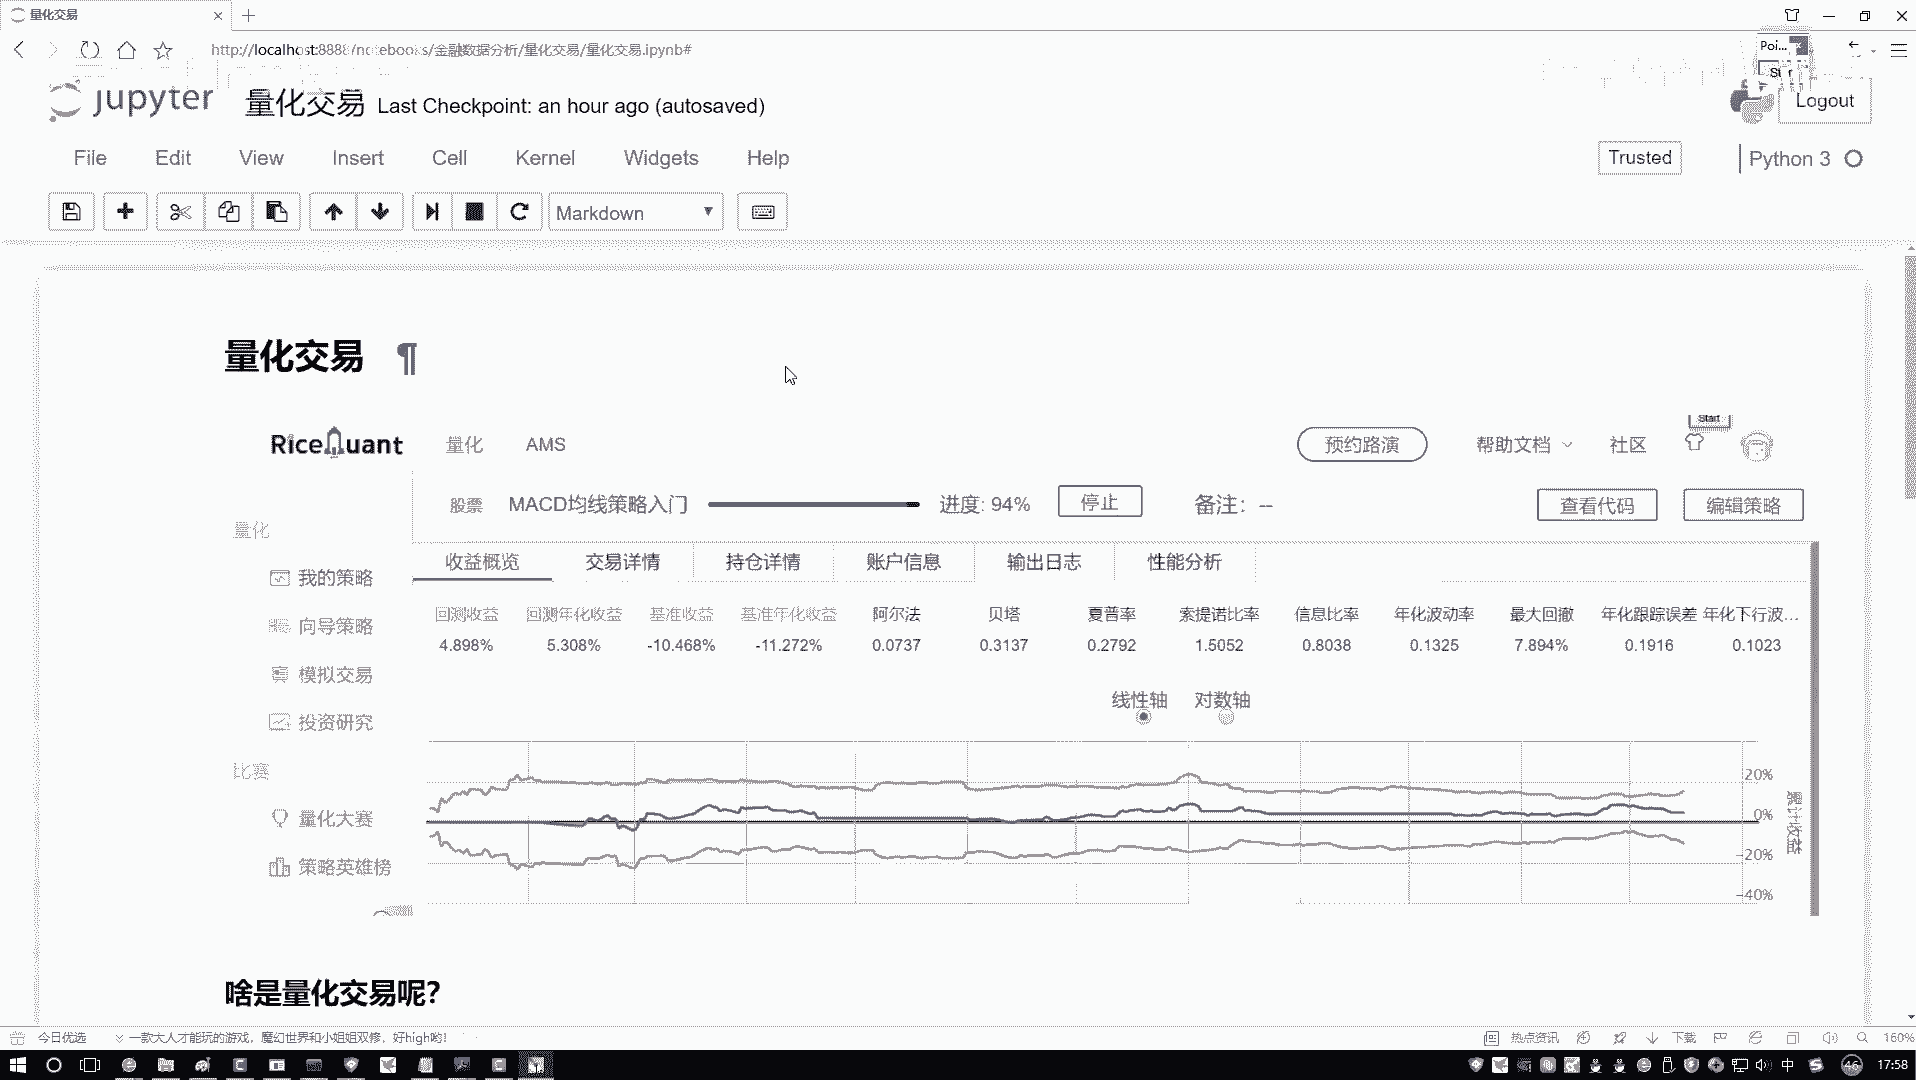 量化交易
http://localhost:8888/notebooks/金融数据分析/量化交易/量化交易.ipynb#
Poi...
jupyter 量化交易 Last Checkpoint: an hour ago (autosaved)
Logout
File Edit View Insert Cell Kernel Widgets Help
Trusted Python 3
Markdown
量化交易 ¶
Start
RiceQuant 量化 AMS 预约路演 帮助文档 社区
股票 MACD均线策略入门 进度: 94% 停止 备注: -- 查看代码 编辑策略
量化
收益概览 交易详情 持仓详情 账户信息 输出日志 性能分析
我的策略
回测收益 回测年化收益 基准收益 基准年化收益 阿尔法 贝塔 夏普率 索提诺比率 信息比率 年化波动率 最大回撤 年化跟踪误差 年化下行波...
向导策略
4.898% 5.308% -10.468% -11.272% 0.0737 0.3137 0.2792 1.5052 0.8038 0.1325 7.894% 0.1916 0.1023
模拟交易
线性轴 对数轴
投资研究
比赛
20%
累计收益
0%
量化大赛
-20%
策略英雄榜
-40%
啥是量化交易呢?
今日优选 一款大人才能玩的游戏，魔幻世界和小姐姐双修，好high哟! 热点资讯 下载 160%
中 46 17:58